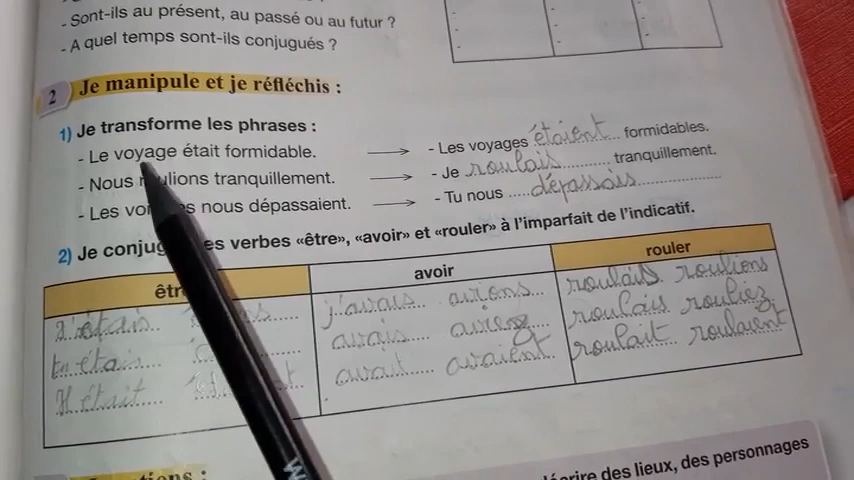 - Sont-ils au présent, au passé ou au futur ?
- A quel temps sont-ils conjugués ?
2 Je manipule et je réfléchis :
1) Je transforme les phrases :
- Le voyage était formidable. → - Les voyages étaient formidables.
- Nous roulions tranquillement. → - Je roulais tranquillement.
- Les nous dépassaient. → - Tu nous dépassais
2) Je les verbes «être», «avoir» et «rouler» à l'imparfait de l'indicatif.
être avoir rouler
J'étais j'avais avions roulais roulions
tu étais avais aviez roulais rouliez
Il était avait avaient roulait roulaient
des lieux, des personnages